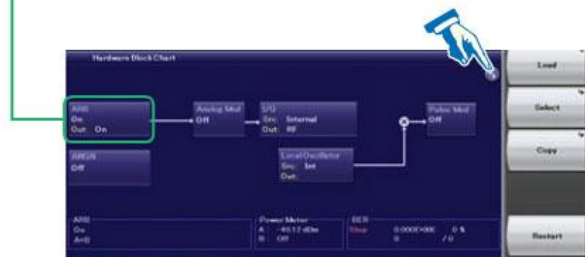 Hardware Block Chart
Load
Select
Copy
Restart
ARB
On
Out: On
Analog Mod
Off
I/Q
Src: Internal
Out: RF
Pulse Mod
Off
AWGN
Off
Local Oscillator
Src: Int
Out:
ARB
On
A+B
Power Meter
A -40.12 dBm
B Off
BER
Stop 0.000E+000 0 %
0 / 0